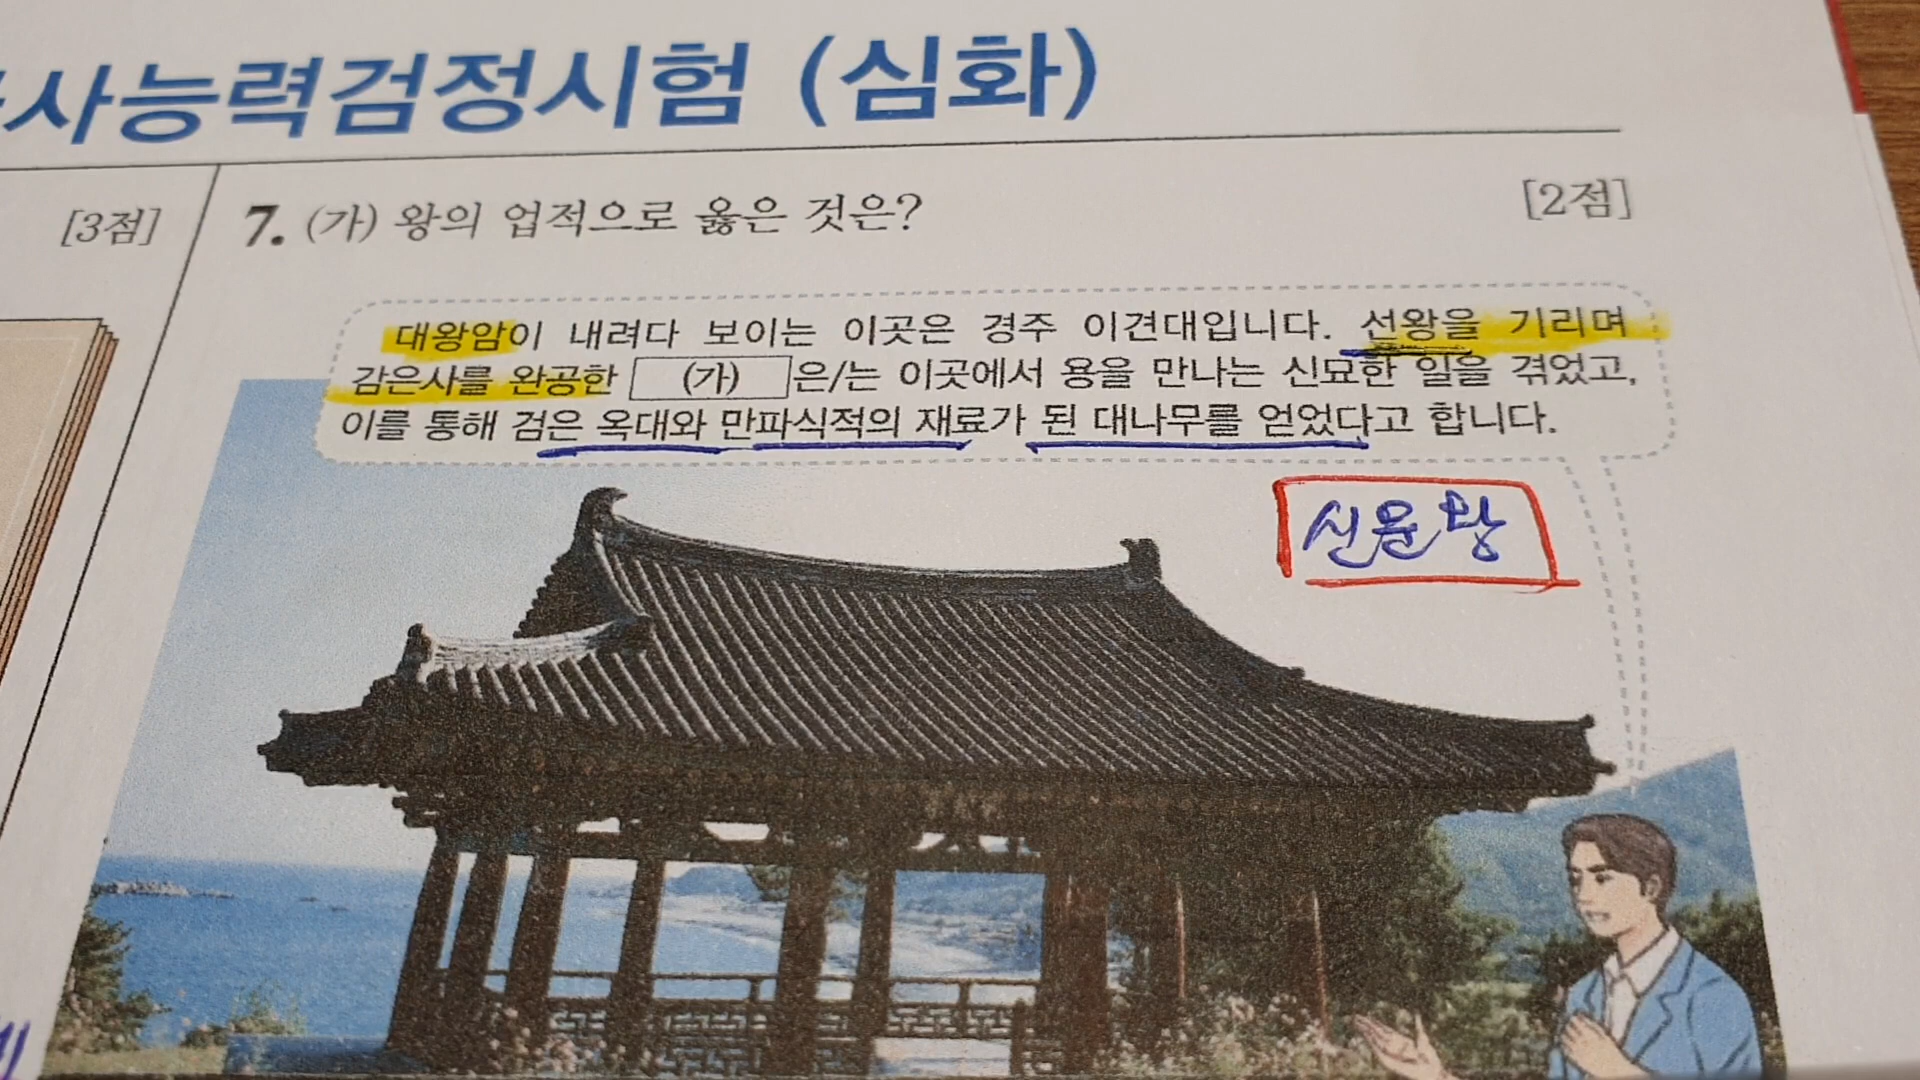 사능력검정시험 (심화)
[3점]
7. (가) 왕의 업적으로 옳은 것은?
[2점]
대왕암이 내려다 보이는 이곳은 경주 이견대입니다. 선왕을 기리며
감은사를 완공한 (가) 은/는 이곳에서 용을 만나는 신묘한 일을 겪었고,
이를 통해 검은 옥대와 만파식적의 재료가 된 대나무를 얻었다고 합니다.
신문왕